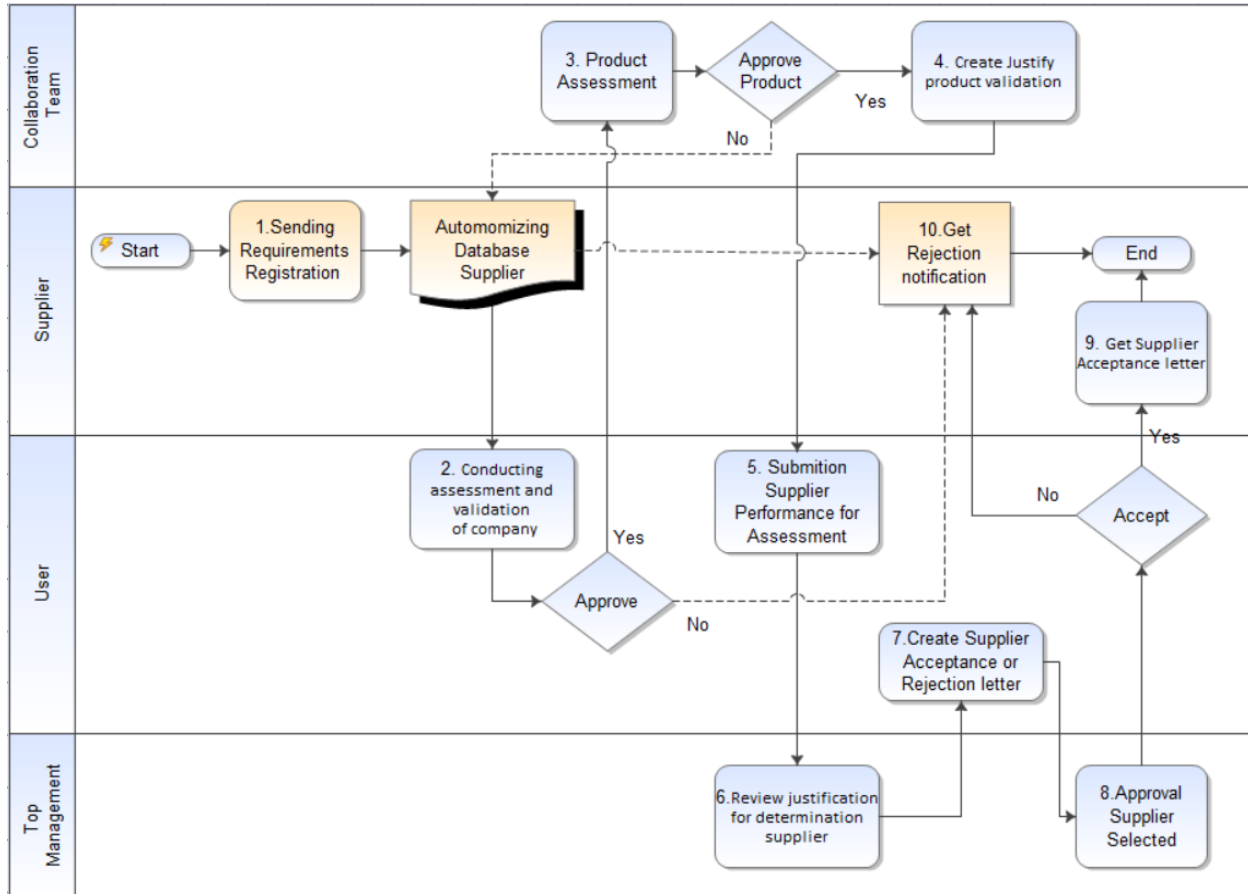 Collaboration
Team
3. Product
Assessment
Approve
Product
Yes
No
4. Create Justify
product validation
Supplier
Start
1.Sending
Requirements
Registration
Automomizing
Database
Supplier
10.Get
Rejection
notification
End
9. Get Supplier
Acceptance letter
User
2. Conducting
assessment and
validation
of company
Yes
Approve
No
5. Submition
Supplier
Performance for
Assessment
Yes
No
Accept
7.Create Supplier
Acceptance or
Rejection letter
Top
Management
6.Review justification
for determination
supplier
8.Approval
Supplier
Selected